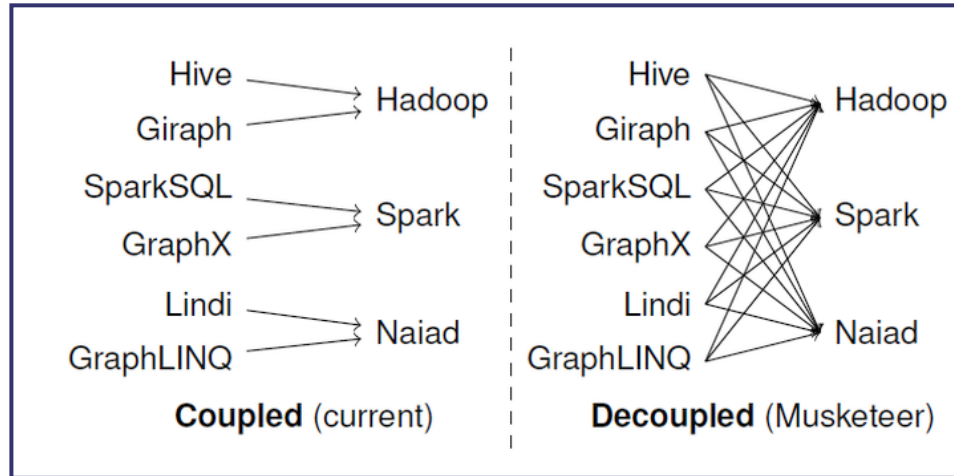 Hive
Hadoop
Giraph
SparkSQL
Spark
GraphX
Lindi
Naiad
GraphLINQ
Coupled (current)
Hive
Hadoop
Giraph
SparkSQL
Spark
GraphX
Lindi
Naiad
GraphLINQ
Decoupled (Musketeer)